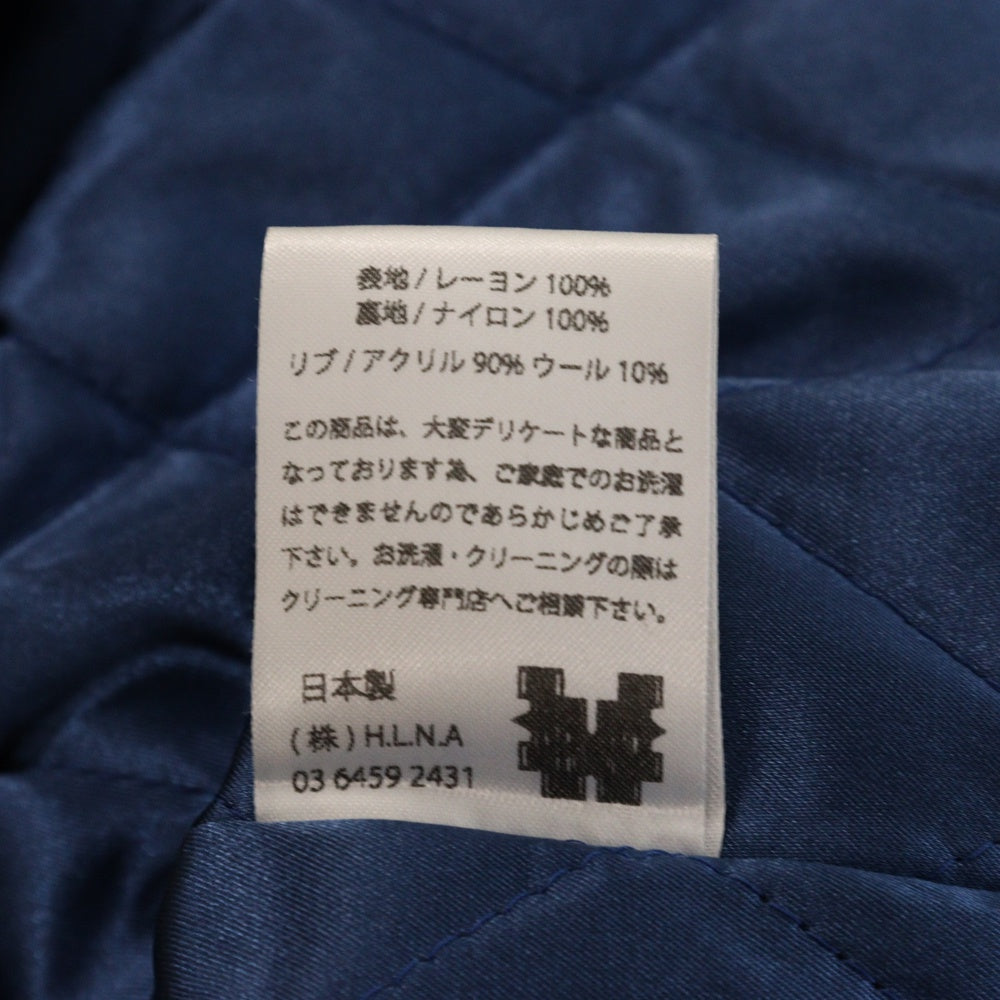 表地 / レーヨン 100%
裏地 / ナイロン 100%
リブ / アクリル 90% ウール 10%
この商品は、大変デリケートな商品と
なっております為、ご家庭でのお洗濯
はできませんのであらかじめご了承
下さい。お洗濯・クリーニングの際は
クリーニング専門店へご相談下さい。
日本製
(株) H.L.N.A
03 6459 2431